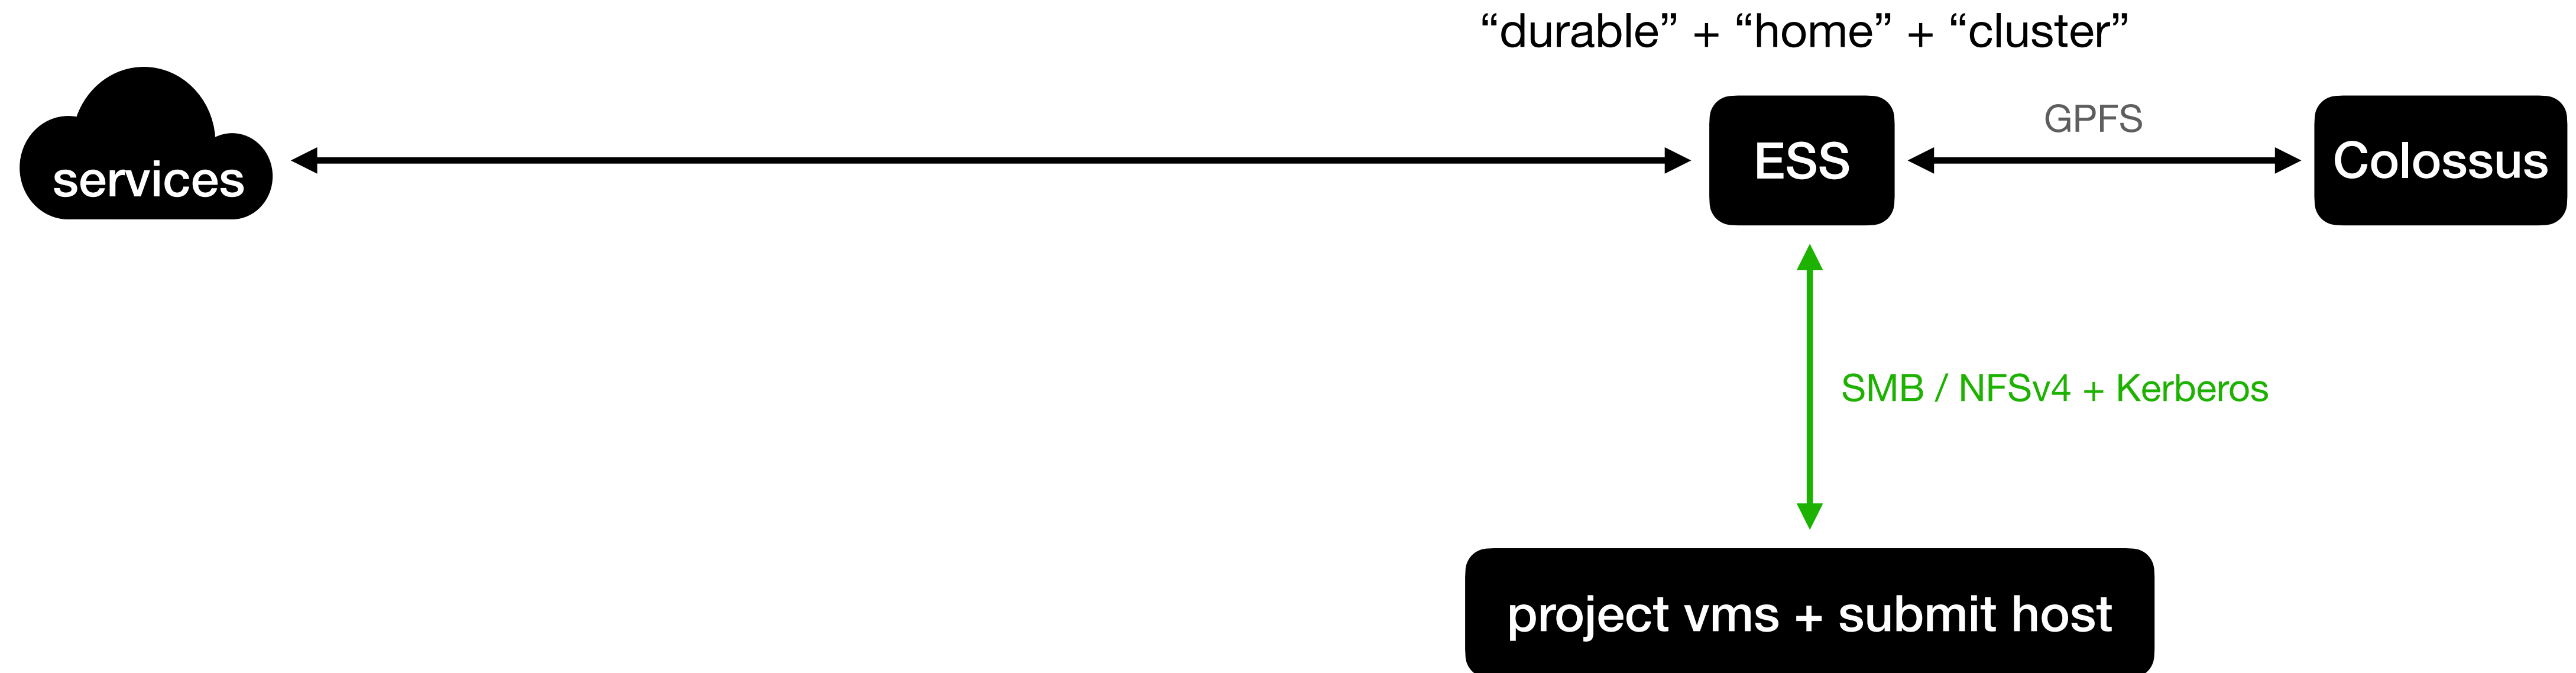 “durable” + “home” + “cluster”
services
ESS
GPFS
Colossus
SMB / NFSv4 + Kerberos
project vms + submit host